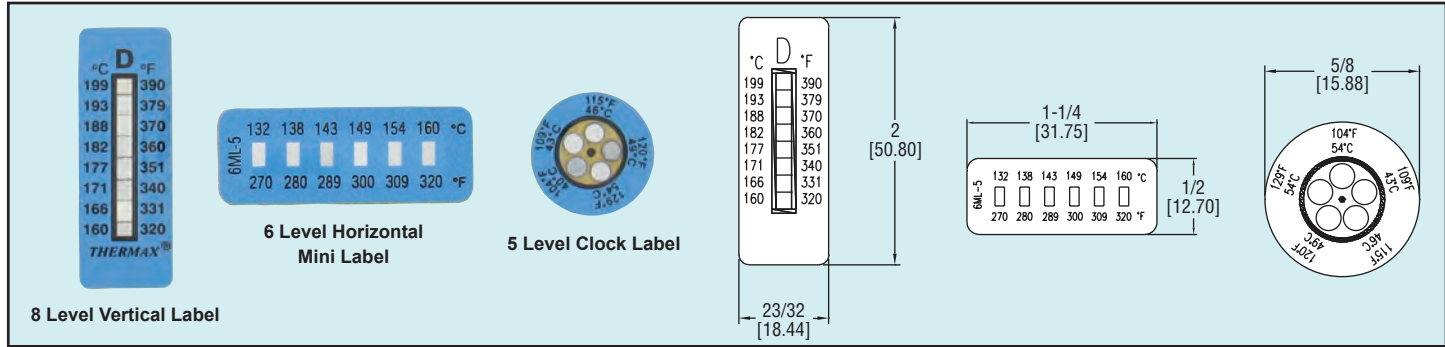 D
°C °F
199 390
193 379
188 370
182 360
177 351
171 340
166 331
160 320
THERMAX®
8 Level Vertical Label
6ML-5
132 138 143 149 154 160 °C
270 280 289 300 309 320 °F
6 Level Horizontal
Mini Label
115°F
46°C
120°F
49°C
129°F
54°C
104°F
40°C
109°F
43°C
5 Level Clock Label
D
°C °F
199 390
193 379
188 370
182 360
177 351
171 340
166 331
160 320
2
[50.80]
23/32
[18.44]
1-1/4
[31.75]
6ML-5
132 138 143 149 154 160 °C
270 280 289 300 309 320 °F
1/2
[12.70]
5/8
[15.88]
104°F
54°C
109°F
43°C
115°F
46°C
120°F
49°C
129°F
54°C